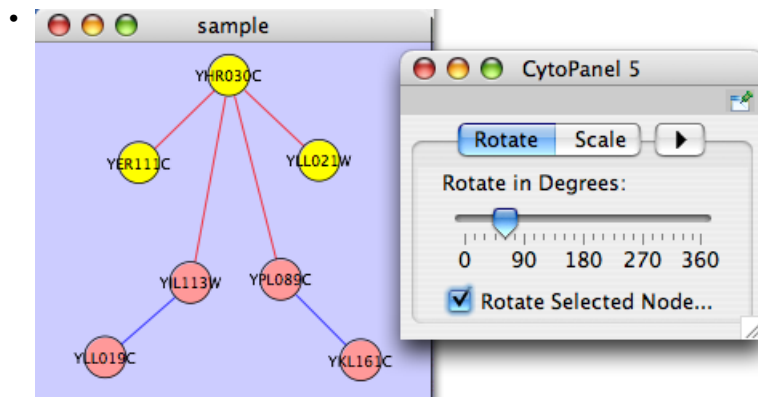 sample
YHR030C
YER111C
YLL021W
YIL113W
YPL089C
YLL019C
YKL161C
CytoPanel 5
Rotate Scale
Rotate in Degrees:
0 90 180 270 360
Rotate Selected Node...